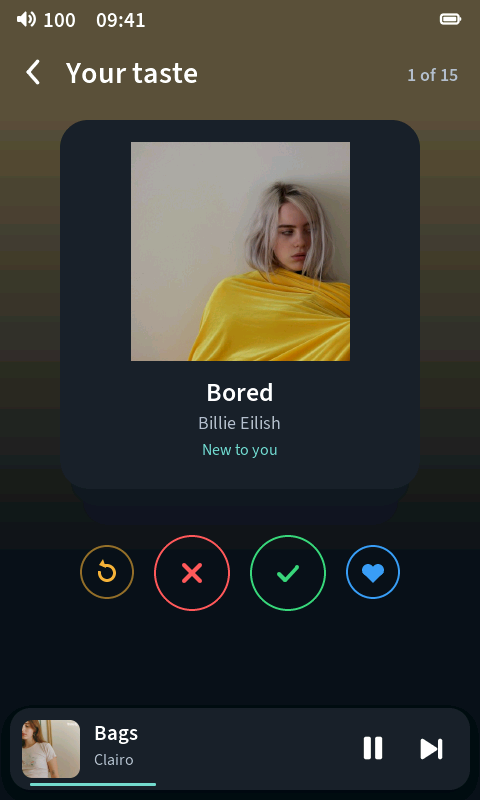 100 09:41
Your taste
1 of 15
Bored
Billie Eilish
New to you
Bags
Clairo